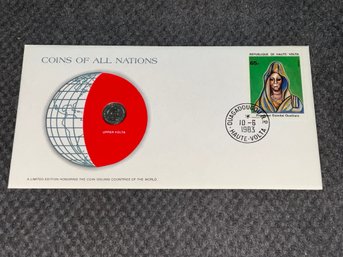 COINS OF ALL NATIONS
UPPER VOLTA
A LIMITED EDITION HONORING THE COIN ISSUING COUNTRIES OF THE WORLD
REPUBLIQUE DE HAUTE-VOLTA
65F
OUAGADOUGOU R.P.
10-6
1983
HAUTE-VOLTA